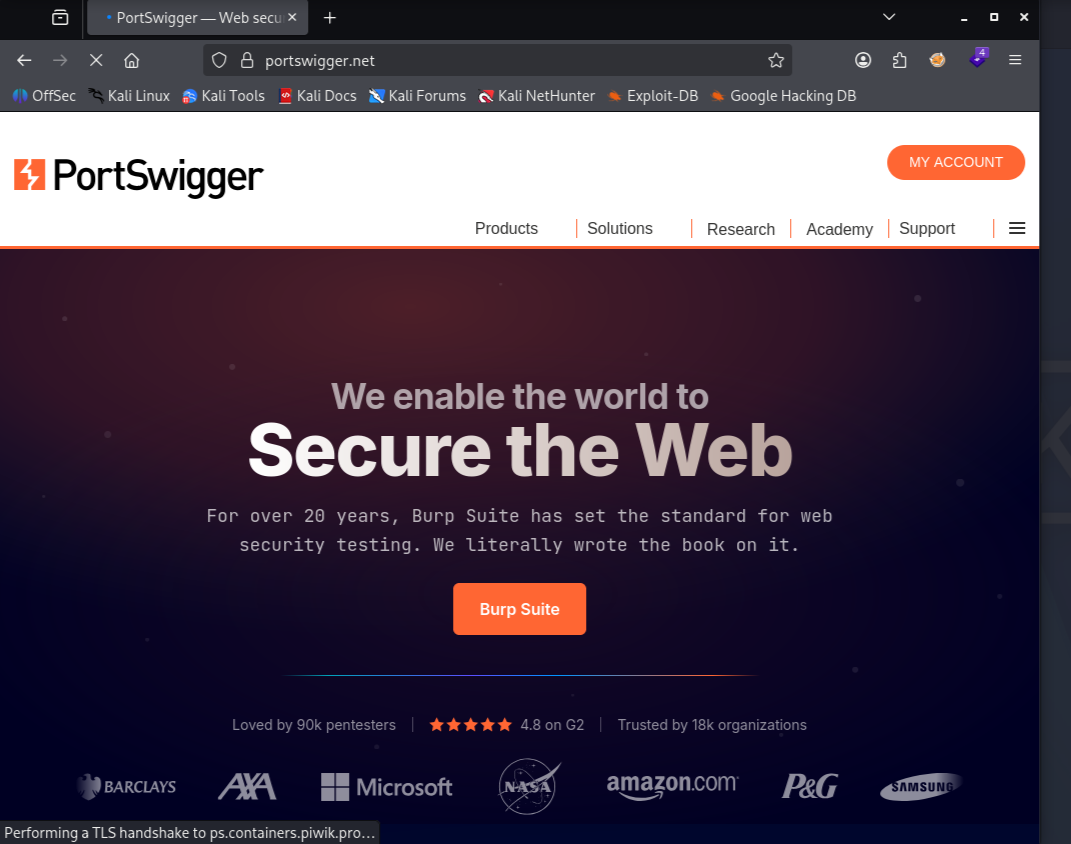 PortSwigger — Web secu
portswigger.net
4
OffSec Kali Linux Kali Tools Kali Docs Kali Forums Kali NetHunter Exploit-DB Google Hacking DB
PortSwigger
MY ACCOUNT
Products Solutions Research Academy Support
We enable the world to
Secure the Web
For over 20 years, Burp Suite has set the standard for web
security testing. We literally wrote the book on it.
Burp Suite
Loved by 90k pentesters 4.8 on G2 Trusted by 18k organizations
BARCLAYS AXA Microsoft NASA amazon.com P&G SAMSUNG
Performing a TLS handshake to ps.containers.piwik.pro…